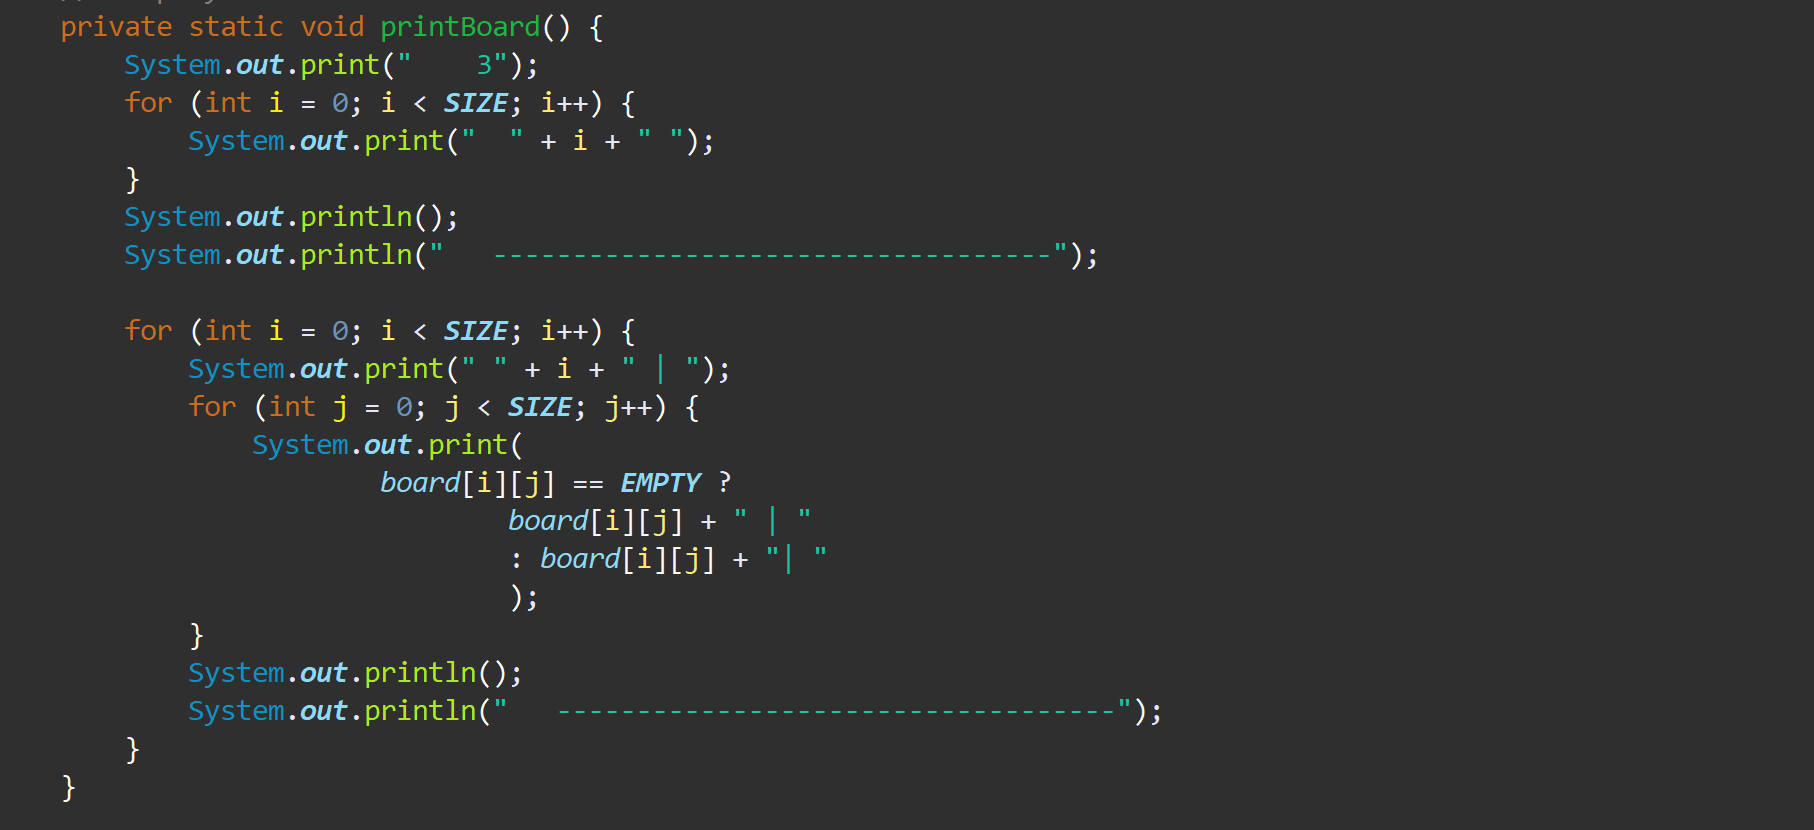 private static void printBoard() {
    System.out.print("    3");
    for (int i = 0; i < SIZE; i++) {
        System.out.print("  " + i + " ");
    }
    System.out.println();
    System.out.println("   -----------------------------------");

    for (int i = 0; i < SIZE; i++) {
        System.out.print(" " + i + " | ");
        for (int j = 0; j < SIZE; j++) {
            System.out.print(
                    board[i][j] == EMPTY ?
                            board[i][j] + " | "
                            : board[i][j] + "| "
                            );
        }
        System.out.println();
        System.out.println("   -----------------------------------");
    }
}